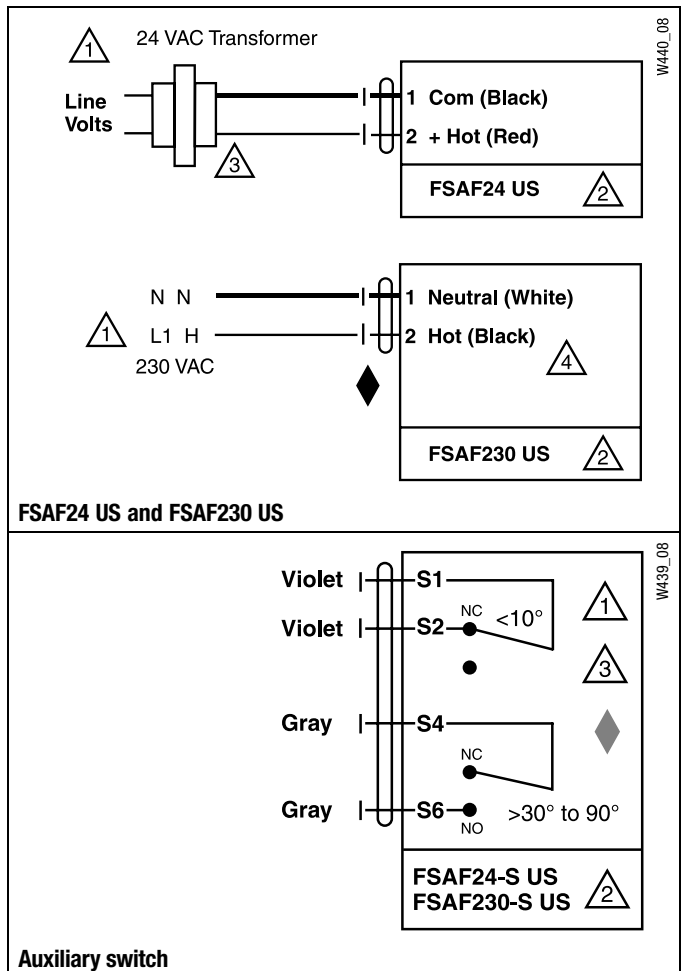 W440_08
1 24 VAC Transformer
Line
Volts
1 Com (Black)
2 + Hot (Red)
3
FSAF24 US 2
N N
1 Neutral (White)
1 L1 H
2 Hot (Black)
230 VAC
4
FSAF230 US 2
FSAF24 US and FSAF230 US
W439_08
Violet S1
1
NC <10°
Violet S2
3
Gray S4
NC
Gray S6 >30° to 90°
NO
FSAF24-S US
FSAF230-S US 2
Auxiliary switch